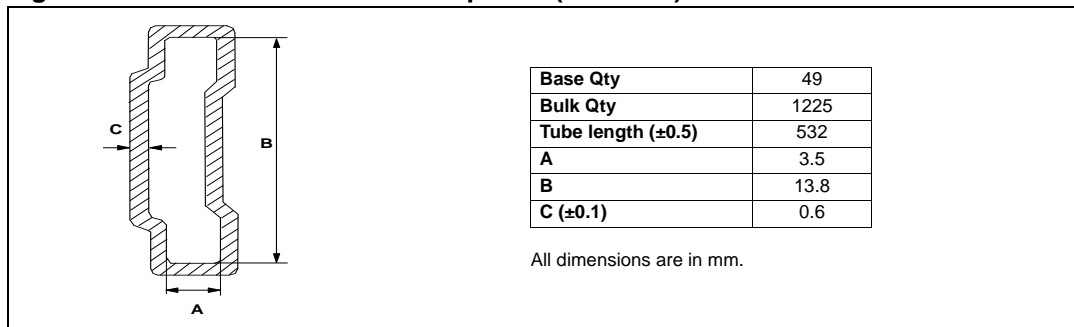 C
B
A
Base Qty 49
Bulk Qty 1225
Tube length (±0.5) 532
A 3.5
B 13.8
C (±0.1) 0.6
All dimensions are in mm.